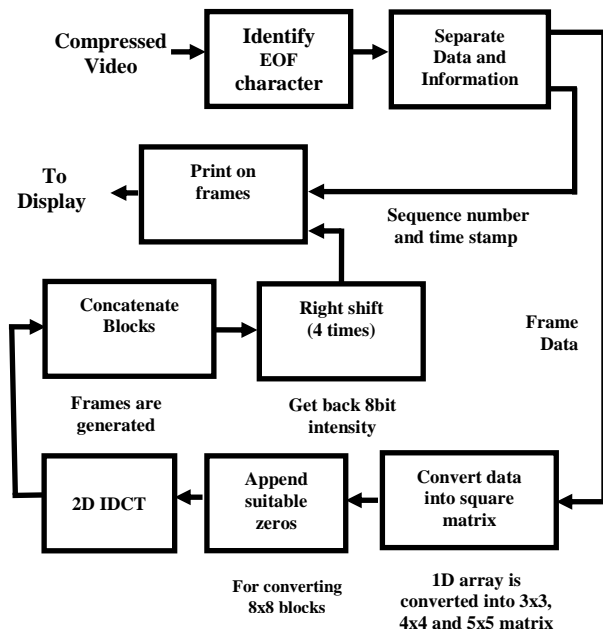 Compressed
Video
Identify
EOF
character
Separate
Data and
Information
To
Display
Print on
frames
Sequence number
and time stamp
Concatenate
Blocks
Right shift
(4 times)
Frame
Data
Frames are
generated
Get back 8bit
intensity
2D IDCT
Append
suitable
zeros
Convert data
into square
matrix
For converting
8x8 blocks
1D array is
converted into 3x3,
4x4 and 5x5 matrix